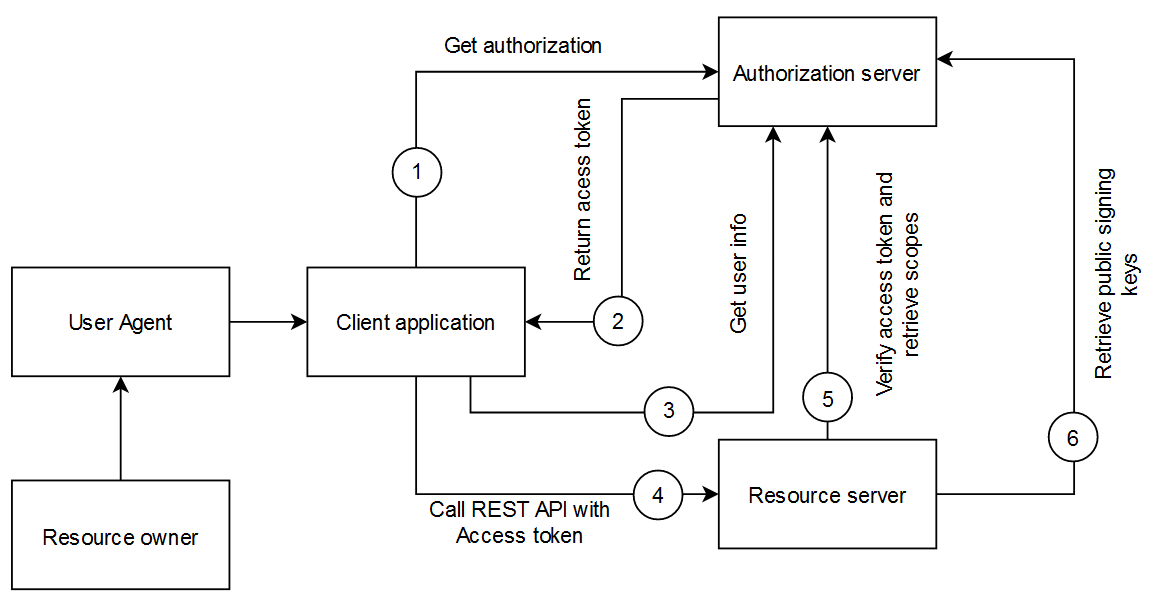 Get authorization
Authorization server
1
Return acess token
Get user info
Verify access token and
retrieve scopes
Retrieve public signing
keys
User Agent
Client application
2
3
5
6
Resource owner
4
Call REST API with
Access token
Resource server